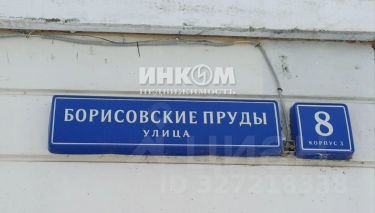 ИНКОМ
НЕДВИЖИМОСТЬ
БОРИСОВСКИЕ ПРУДЫ
УЛИЦА
8
КОРПУС 3